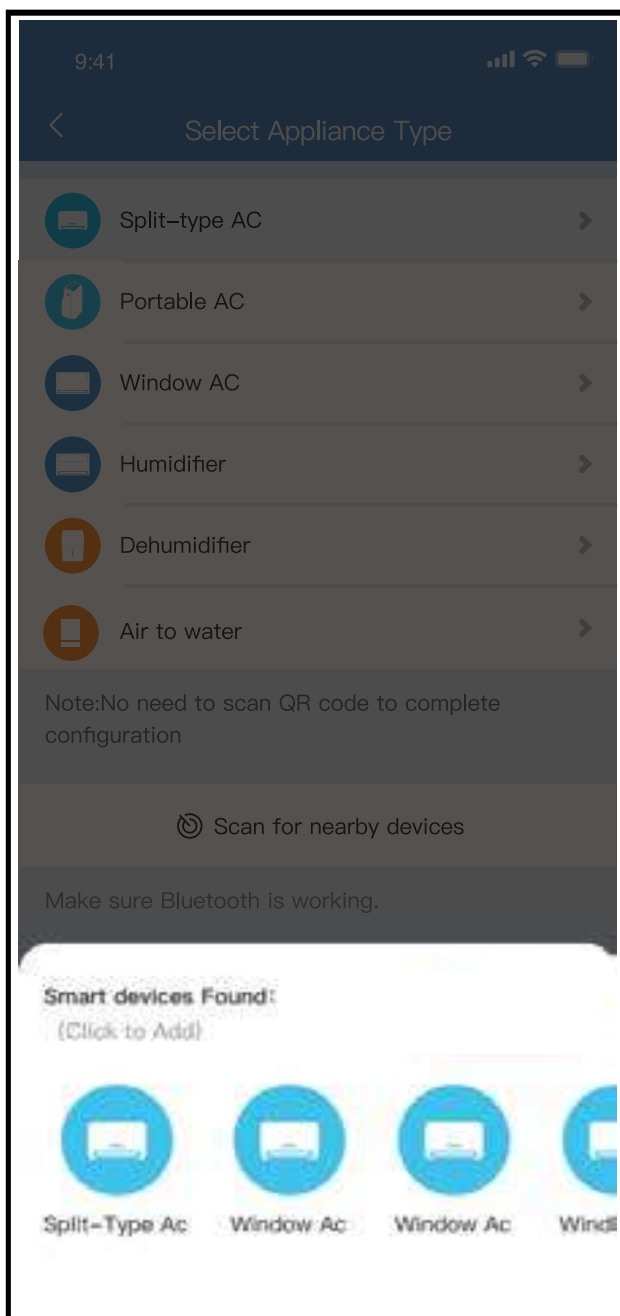 9:41
Select Appliance Type
Split-type AC
Portable AC
Window AC
Humidifier
Dehumidifier
Air to water
Note:No need to scan QR code to complete
configuration
Scan for nearby devices
Make sure Bluetooth is working.
Smart devices Found:
(Click to Add)
Split-Type Ac Window Ac Window Ac